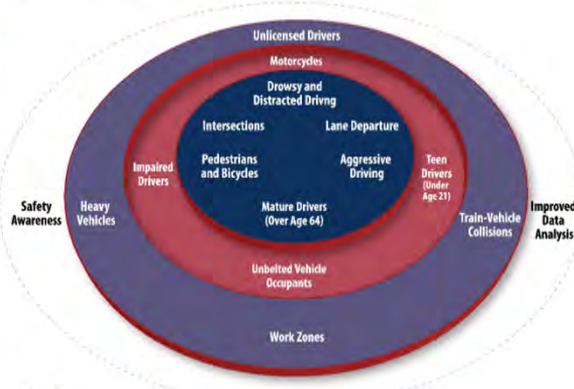 Unlicensed Drivers
Motorcycles
Drowsy and
Distracted Drivng
Intersections
Lane Departure
Impaired
Drivers
Pedestrians
and Bicycles
Aggressive
Driving
Teen
Drivers
(Under
Age 21)
Safety
Awareness
Heavy
Vehicles
Mature Drivers
(Over Age 64)
Train-Vehicle
Collisions
Improved
Data
Analysis
Unbelted Vehicle
Occupants
Work Zones